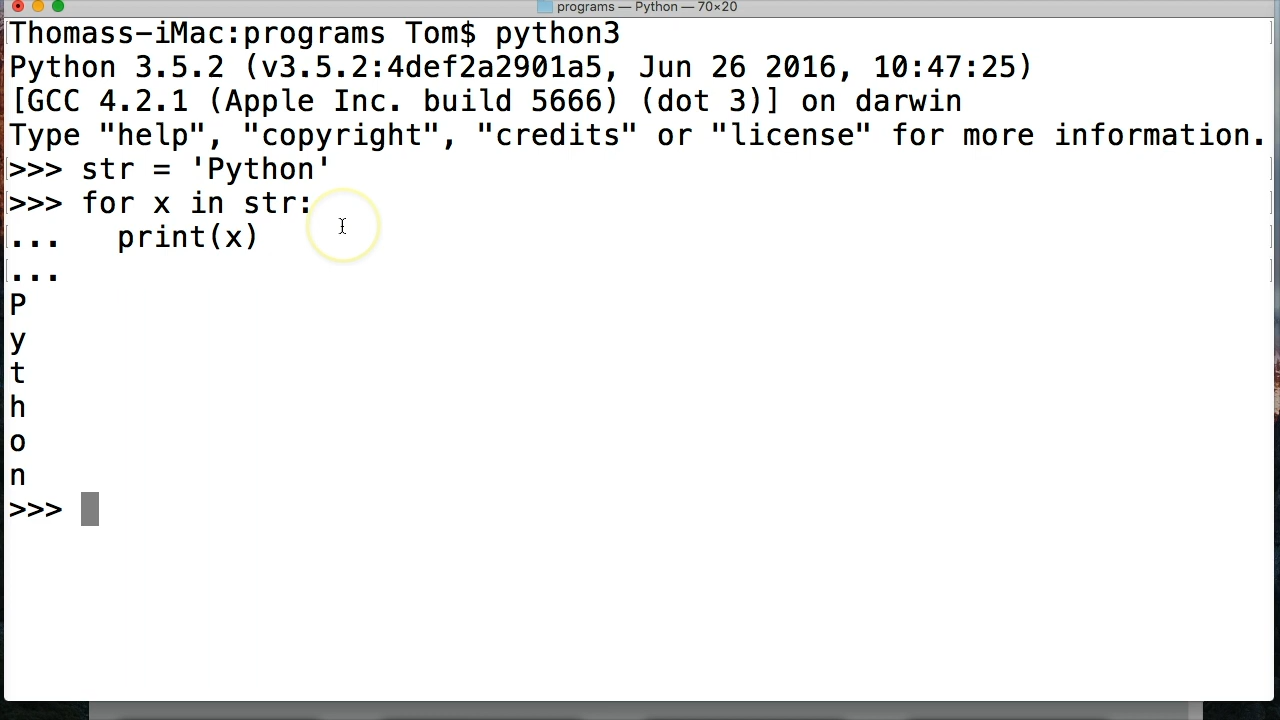 programs — Python — 70×20
Thomass-iMac:programs Tom$ python3
Python 3.5.2 (v3.5.2:4def2a2901a5, Jun 26 2016, 10:47:25)
[GCC 4.2.1 (Apple Inc. build 5666) (dot 3)] on darwin
Type "help", "copyright", "credits" or "license" for more information.
>>> str = 'Python'
>>> for x in str:
...   print(x)
...
P
y
t
h
o
n
>>>